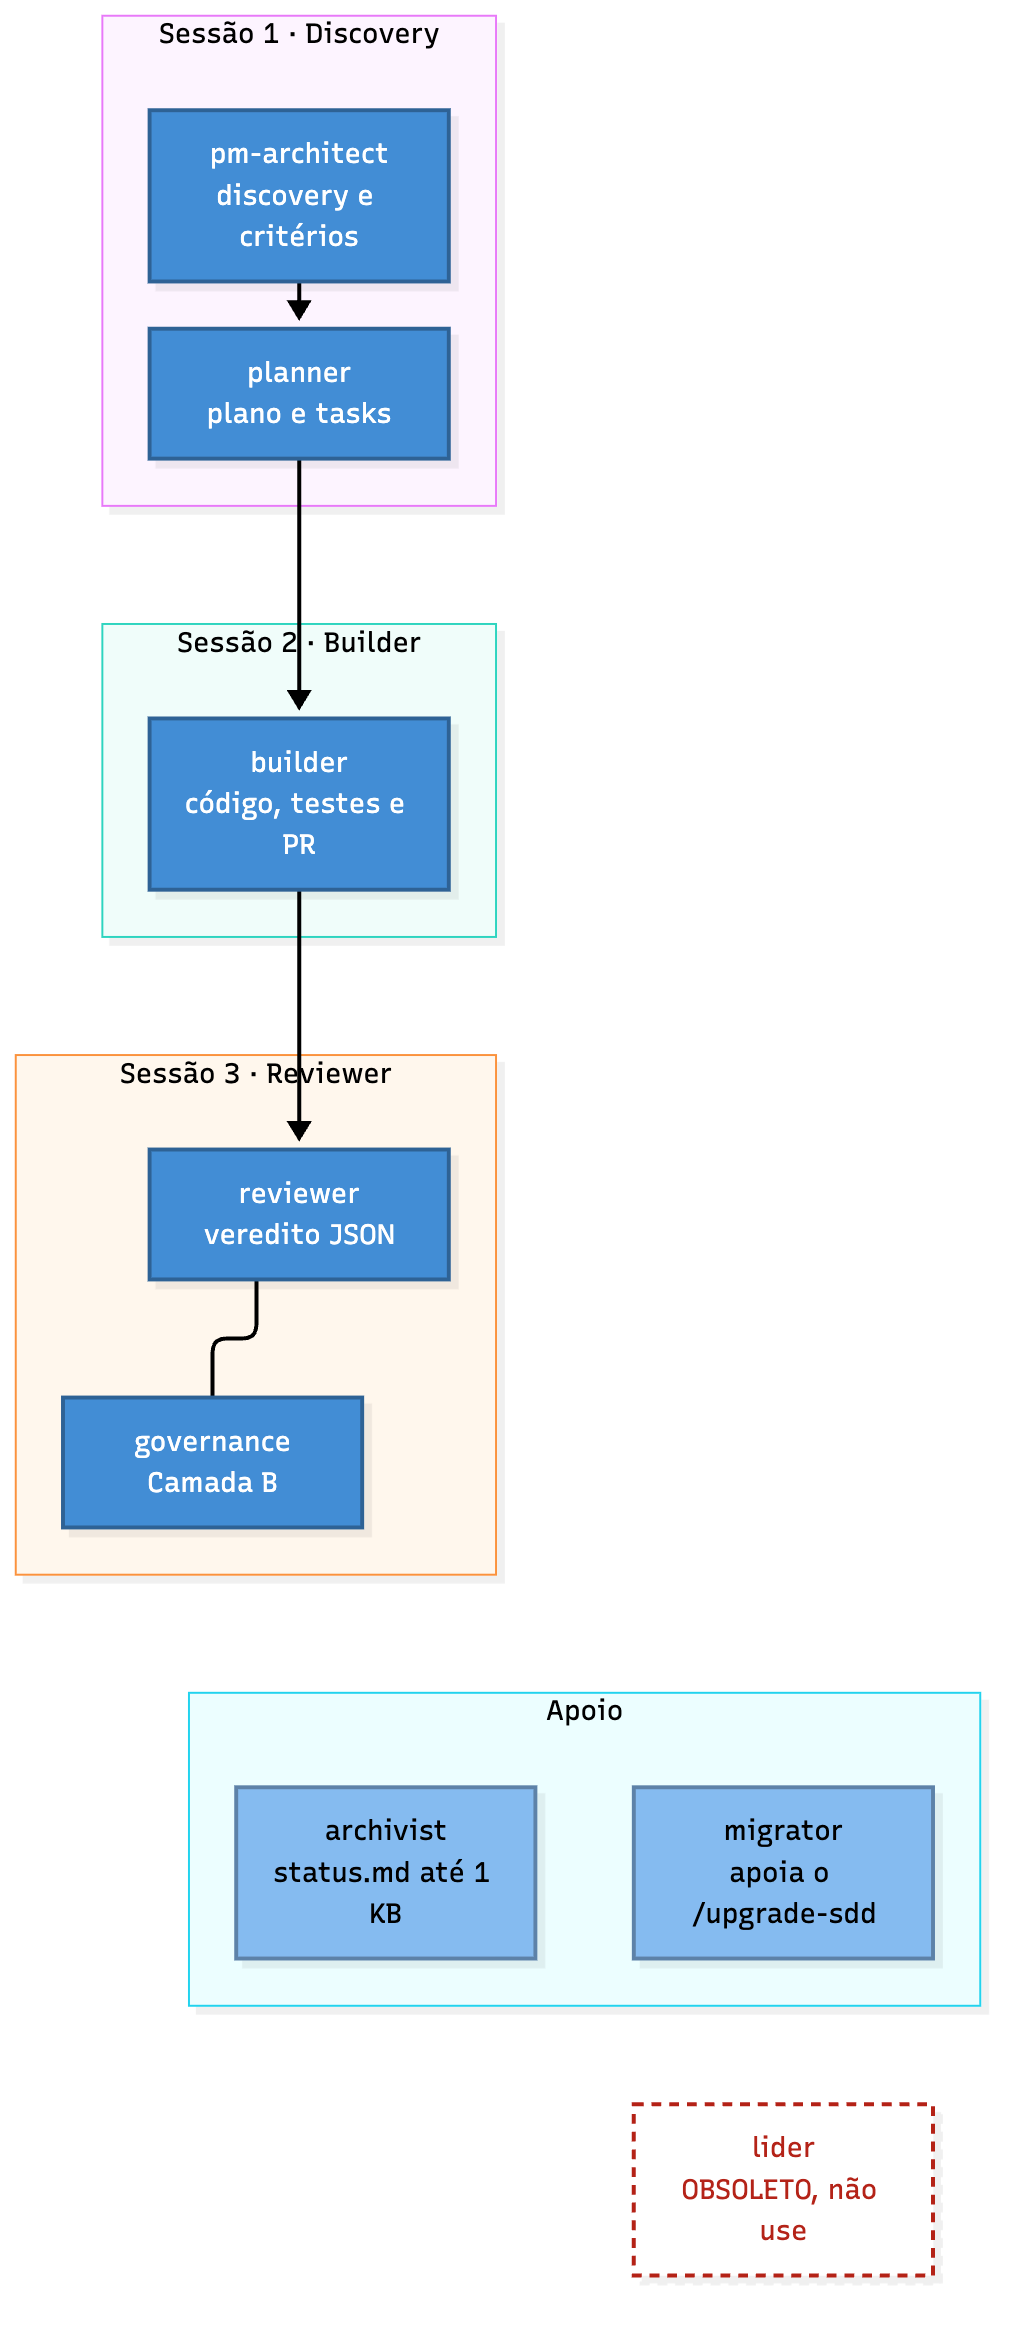 Sessão 1 · Discovery
pm-architect
discovery e
critérios
planner
plano e tasks
Sessão 2 · Builder
builder
código, testes e
PR
Sessão 3 · Reviewer
reviewer
veredito JSON
governance
Camada B
Apoio
archivist
status.md até 1
KB
migrator
apoia o
/upgrade-sdd
lider
OBSOLETO, não
use